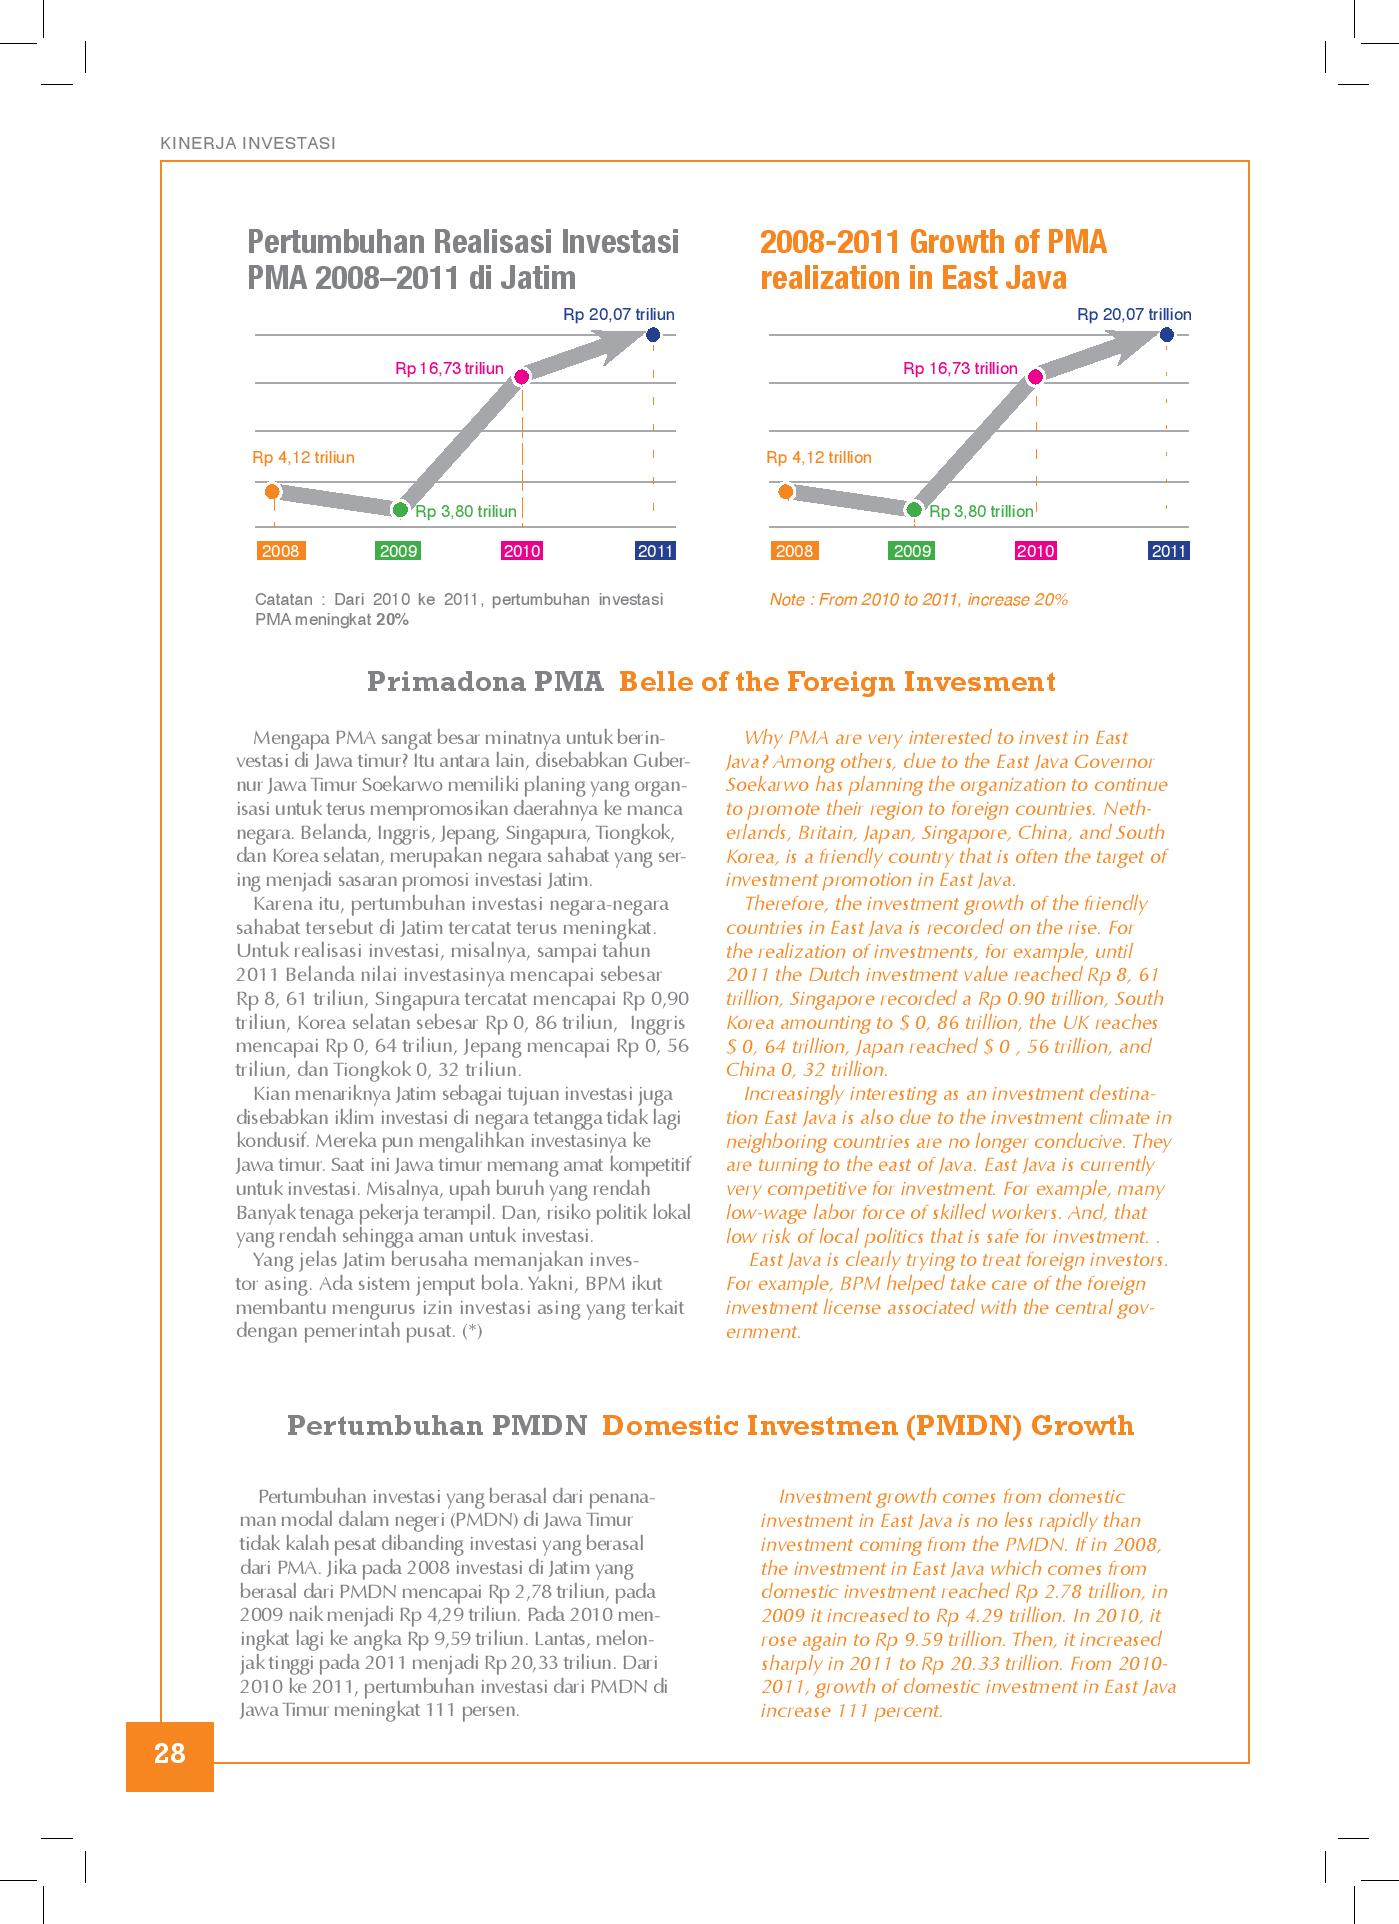 KINERJA INVESTASI
Pertumbuhan Realisasi Investasi
PMA 2008–2011 di Jatim
Rp 20,07 triliun
Rp 16,73 triliun
Rp 4,12 triliun
Rp 3,80 triliun
2008 2009 2010 2011
Catatan : Dari 2010 ke 2011, pertumbuhan investasi
PMA meningkat 20%
2008-2011 Growth of PMA
realization in East Java
Rp 20,07 trillion
Rp 16,73 trillion
Rp 4,12 trillion
Rp 3,80 trillion
2008 2009 2010 2011
Note : From 2010 to 2011, increase 20%
Primadona PMA Belle of the Foreign Invesment
Mengapa PMA sangat besar minatnya untuk berin-
vestasi di Jawa timur? Itu antara lain, disebabkan Guber-
nur Jawa Timur Soekarwo memiliki planing yang organ-
isasi untuk terus mempromosikan daerahnya ke manca
negara. Belanda, Inggris, Jepang, Singapura, Tiongkok,
dan Korea selatan, merupakan negara sahabat yang ser-
ing menjadi sasaran promosi investasi Jatim.
Karena itu, pertumbuhan investasi negara-negara
sahabat tersebut di Jatim tercatat terus meningkat.
Untuk realisasi investasi, misalnya, sampai tahun
2011 Belanda nilai investasinya mencapai sebesar
Rp 8, 61 triliun, Singapura tercatat mencapai Rp 0,90
triliun, Korea selatan sebesar Rp 0, 86 triliun, Inggris
mencapai Rp 0, 64 triliun, Jepang mencapai Rp 0, 56
triliun, dan Tiongkok 0, 32 triliun.
Kian menariknya Jatim sebagai tujuan investasi juga
disebabkan iklim investasi di negara tetangga tidak lagi
kondusif. Mereka pun mengalihkan investasinya ke
Jawa timur. Saat ini Jawa timur memang amat kompetitif
untuk investasi. Misalnya, upah buruh yang rendah
Banyak tenaga pekerja terampil. Dan, risiko politik lokal
yang rendah sehingga aman untuk investasi.
Yang jelas Jatim berusaha memanjakan inves-
tor asing. Ada sistem jemput bola. Yakni, BPM ikut
membantu mengurus izin investasi asing yang terkait
dengan pemerintah pusat. (*)
Why PMA are very interested to invest in East
Java? Among others, due to the East Java Governor
Soekarwo has planning the organization to continue
to promote their region to foreign countries. Neth-
erlands, Britain, Japan, Singapore, China, and South
Korea, is a friendly country that is often the target of
investment promotion in East Java.
Therefore, the investment growth of the friendly
countries in East Java is recorded on the rise. For
the realization of investments, for example, until
2011 the Dutch investment value reached Rp 8, 61
trillion, Singapore recorded a Rp 0.90 trillion, South
Korea amounting to $ 0, 86 trillion, the UK reaches
$ 0, 64 trillion, Japan reached $ 0 , 56 trillion, and
China 0, 32 trillion.
Increasingly interesting as an investment destina-
tion East Java is also due to the investment climate in
neighboring countries are no longer conducive. They
are turning to the east of Java. East Java is currently
very competitive for investment. For example, many
low-wage labor force of skilled workers. And, that
low risk of local politics that is safe for investment. .
East Java is clearly trying to treat foreign investors.
For example, BPM helped take care of the foreign
investment license associated with the central gov-
ernment.
Pertumbuhan PMDN Domestic Investmen (PMDN) Growth
Pertumbuhan investasi yang berasal dari penana-
man modal dalam negeri (PMDN) di Jawa Timur
tidak kalah pesat dibanding investasi yang berasal
dari PMA. Jika pada 2008 investasi di Jatim yang
berasal dari PMDN mencapai Rp 2,78 triliun, pada
2009 naik menjadi Rp 4,29 triliun. Pada 2010 men-
ingkat lagi ke angka Rp 9,59 triliun. Lantas, melon-
jak tinggi pada 2011 menjadi Rp 20,33 triliun. Dari
2010 ke 2011, pertumbuhan investasi dari PMDN di
Jawa Timur meningkat 111 persen.
Investment growth comes from domestic
investment in East Java is no less rapidly than
investment coming from the PMDN. If in 2008,
the investment in East Java which comes from
domestic investment reached Rp 2.78 trillion, in
2009 it increased to Rp 4.29 trillion. In 2010, it
rose again to Rp 9.59 trillion. Then, it increased
sharply in 2011 to Rp 20.33 trillion. From 2010-
2011, growth of domestic investment in East Java
increase 111 percent.
28